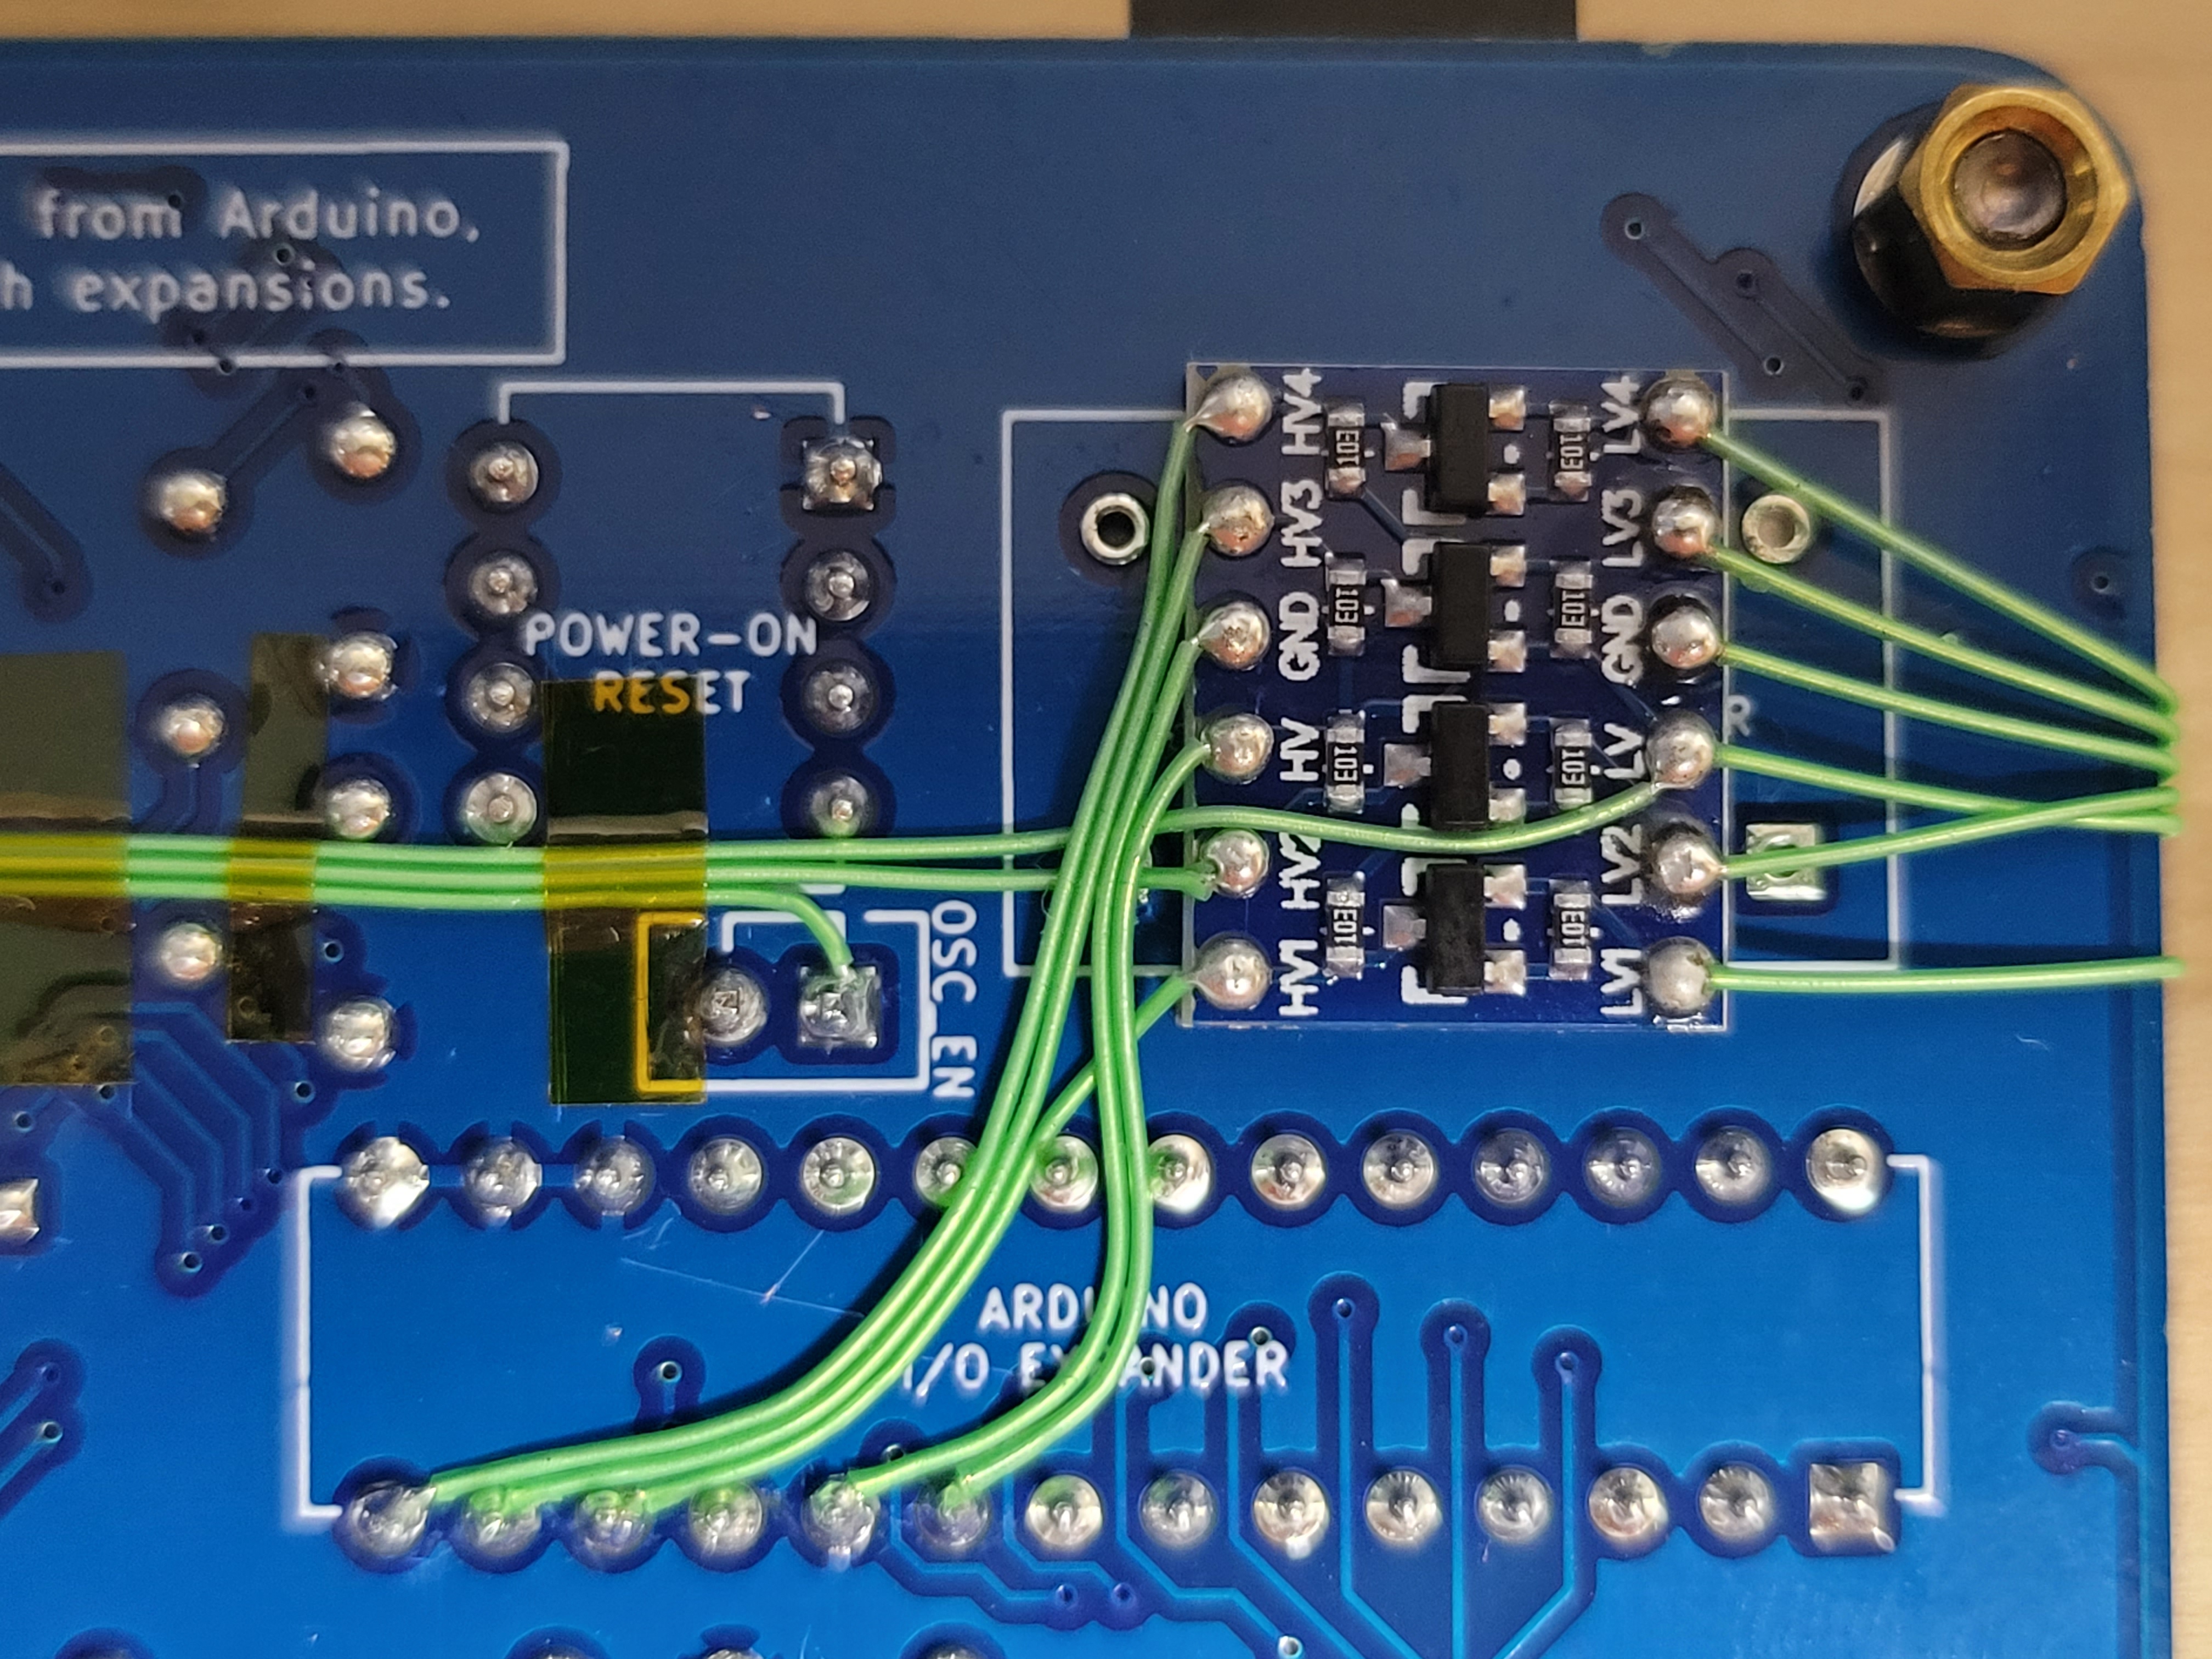 from Arduino,
h expansions.
POWER-ON
RESET
OSC EN
ARDUINO
I/O EXPANDER
HV1 HV2 HV GND HV3 HV4
103 103 103 103
103 103 103 103
LV1 LV2 LV GND LV3 LV4
R